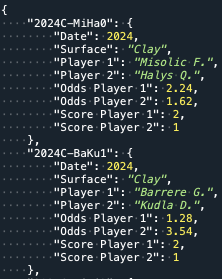 {
"2024C-MiHa0": {
"Date": 2024,
"Surface": "Clay",
"Player 1": "Misolic F.",
"Player 2": "Halys Q.",
"Odds Player 1": 2.24,
"Odds Player 2": 1.62,
"Score Player 1": 2,
"Score Player 2": 1
},
"2024C-BaKu1": {
"Date": 2024,
"Surface": "Clay",
"Player 1": "Barrere G.",
"Player 2": "Kudla D.",
"Odds Player 1": 1.28,
"Odds Player 2": 3.54,
"Score Player 1": 2,
"Score Player 2": 1
},